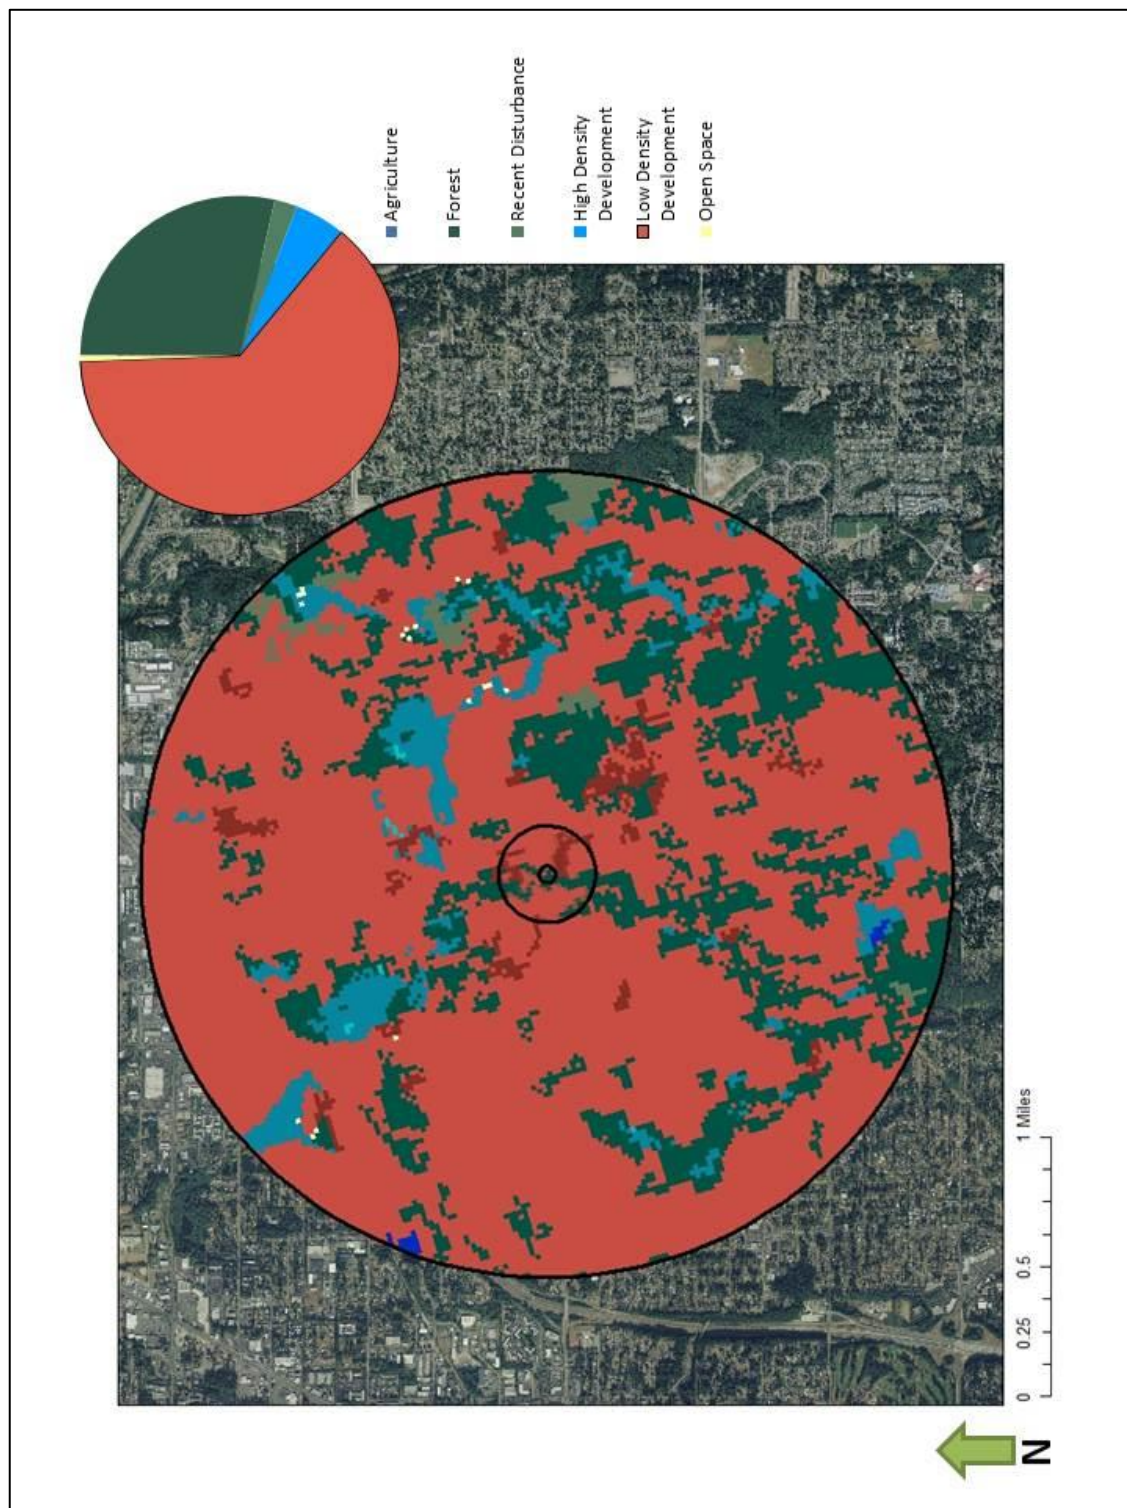 Agriculture
Forest
Recent Disturbance
High Density
Development
Low Density
Development
Open Space
0 0.25 0.5 1 Miles
N